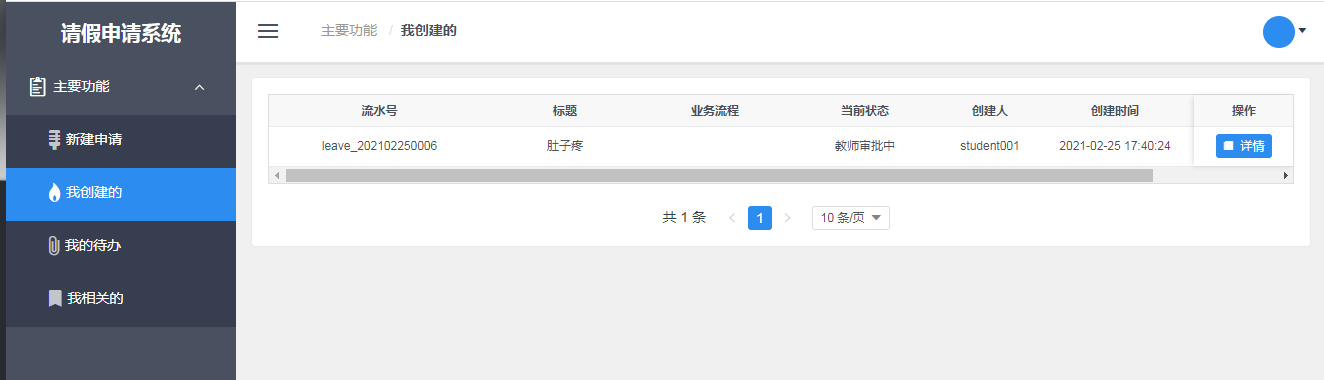 请假申请系统
主要功能 / 我创建的
主要功能
新建申请
我创建的
我的待办
我相关的
流水号 标题 业务流程 当前状态 创建人 创建时间 操作
leave_202102250006 肚子疼 教师审批中 student001 2021-02-25 17:40:24 详情
共 1 条 1 10 条/页